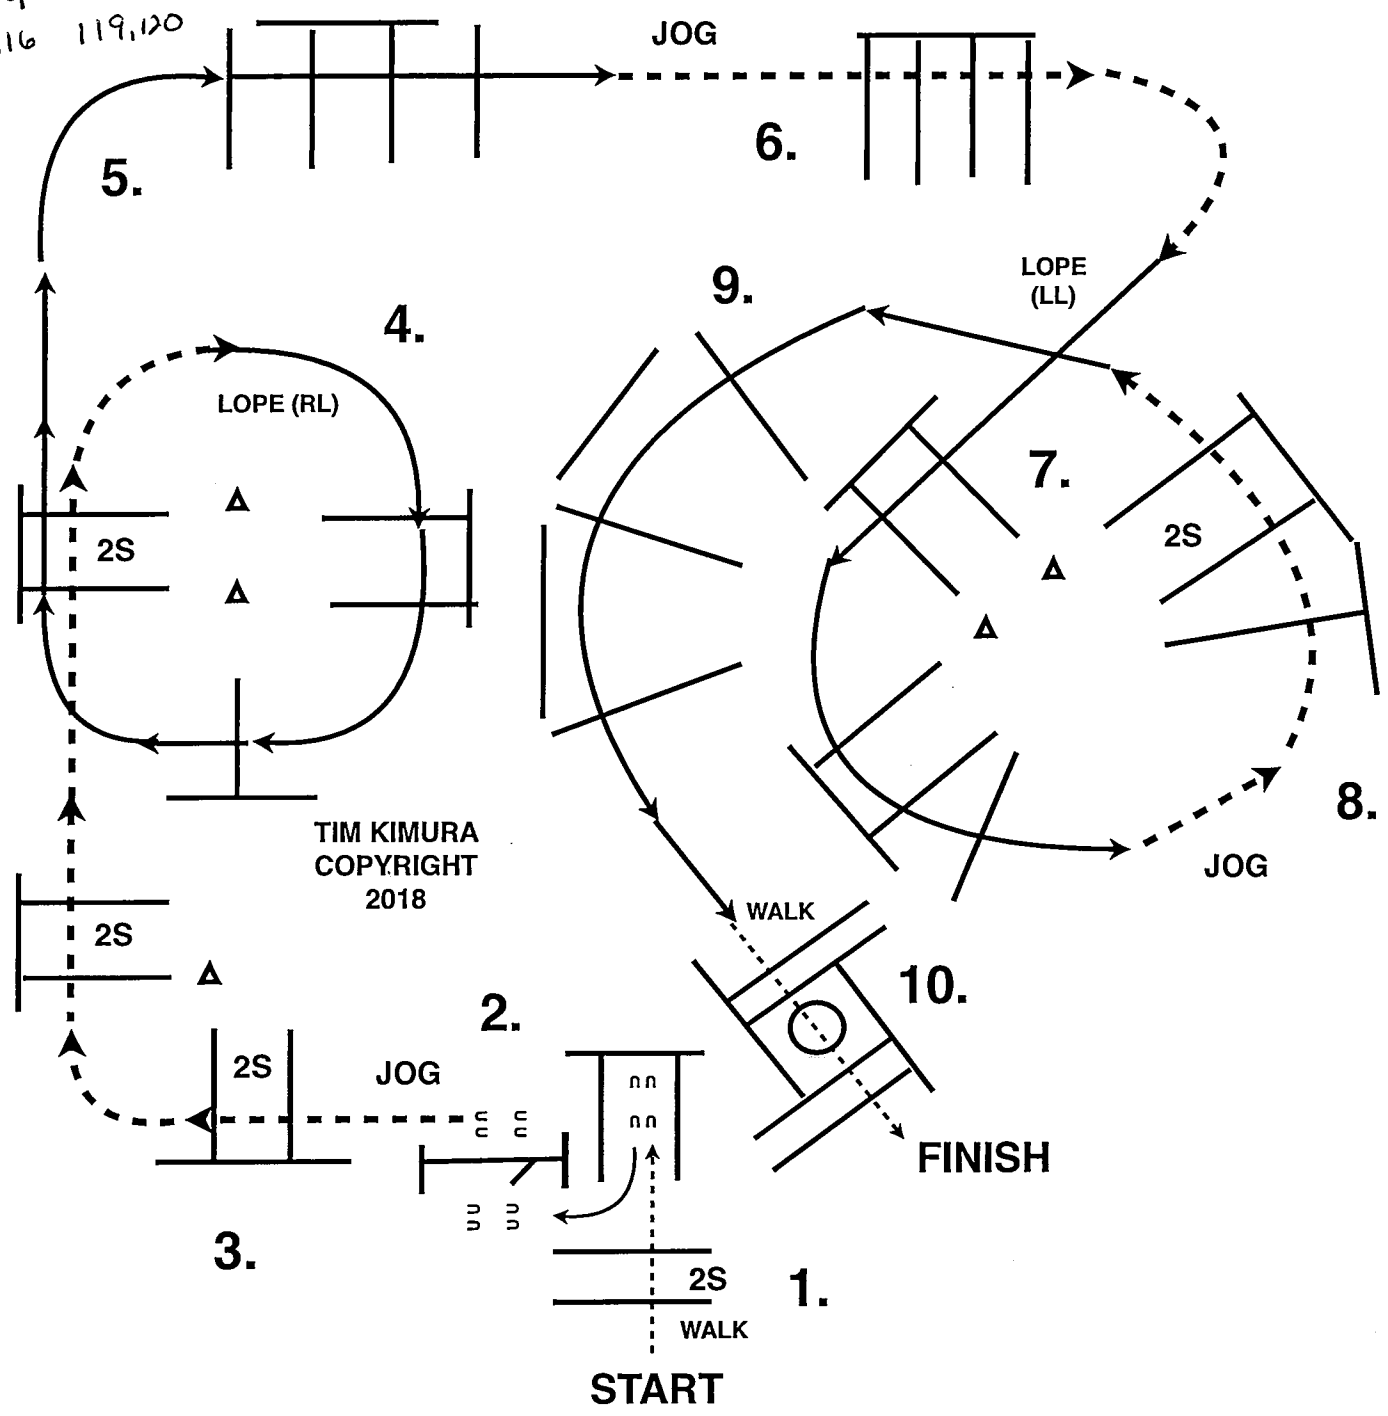 119,120
JOG
6.
5.
LOPE
(LL)
9.
4.
LOPE (RL)
7.
2S
2S
8.
TIM KIMURA
COPYRIGHT
2018
JOG
WALK
2S
10.
2.
2S
JOG
FINISH
3.
2S
1.
WALK
START